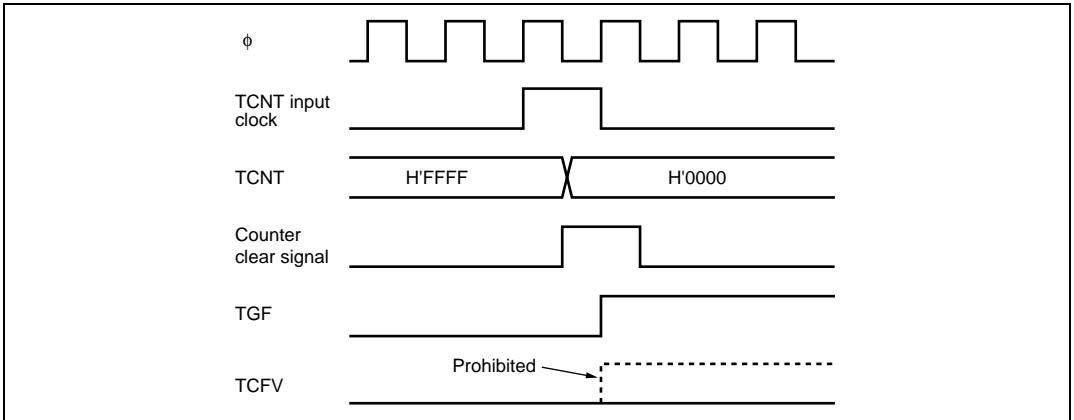 ϕ
TCNT input
clock
TCNT
H'FFFF
H'0000
Counter
clear signal
TGF
Prohibited
TCFV